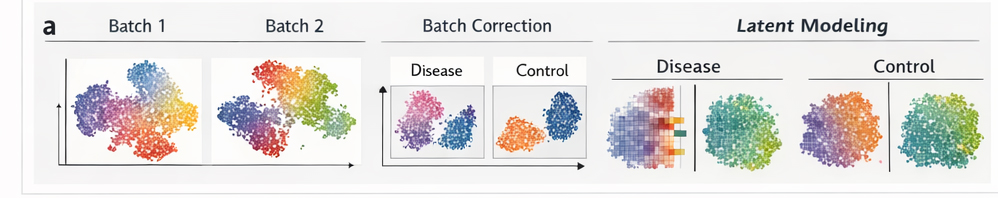 a
Batch 1
Batch 2
Batch Correction
Latent Modeling
Disease
Control
Disease
Control